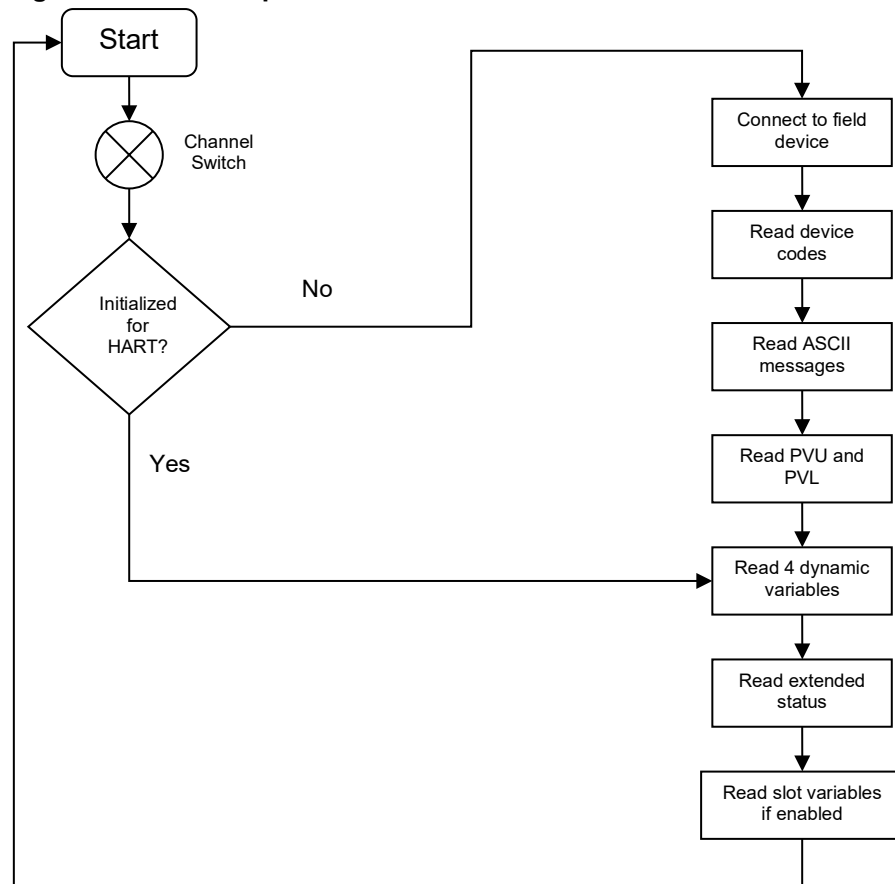 Start
Channel
Switch
Initialized
for
HART?
No
Yes
Connect to field
device
Read device
codes
Read ASCII
messages
Read PVU and
PVL
Read 4 dynamic
variables
Read extended
status
Read slot variables
if enabled